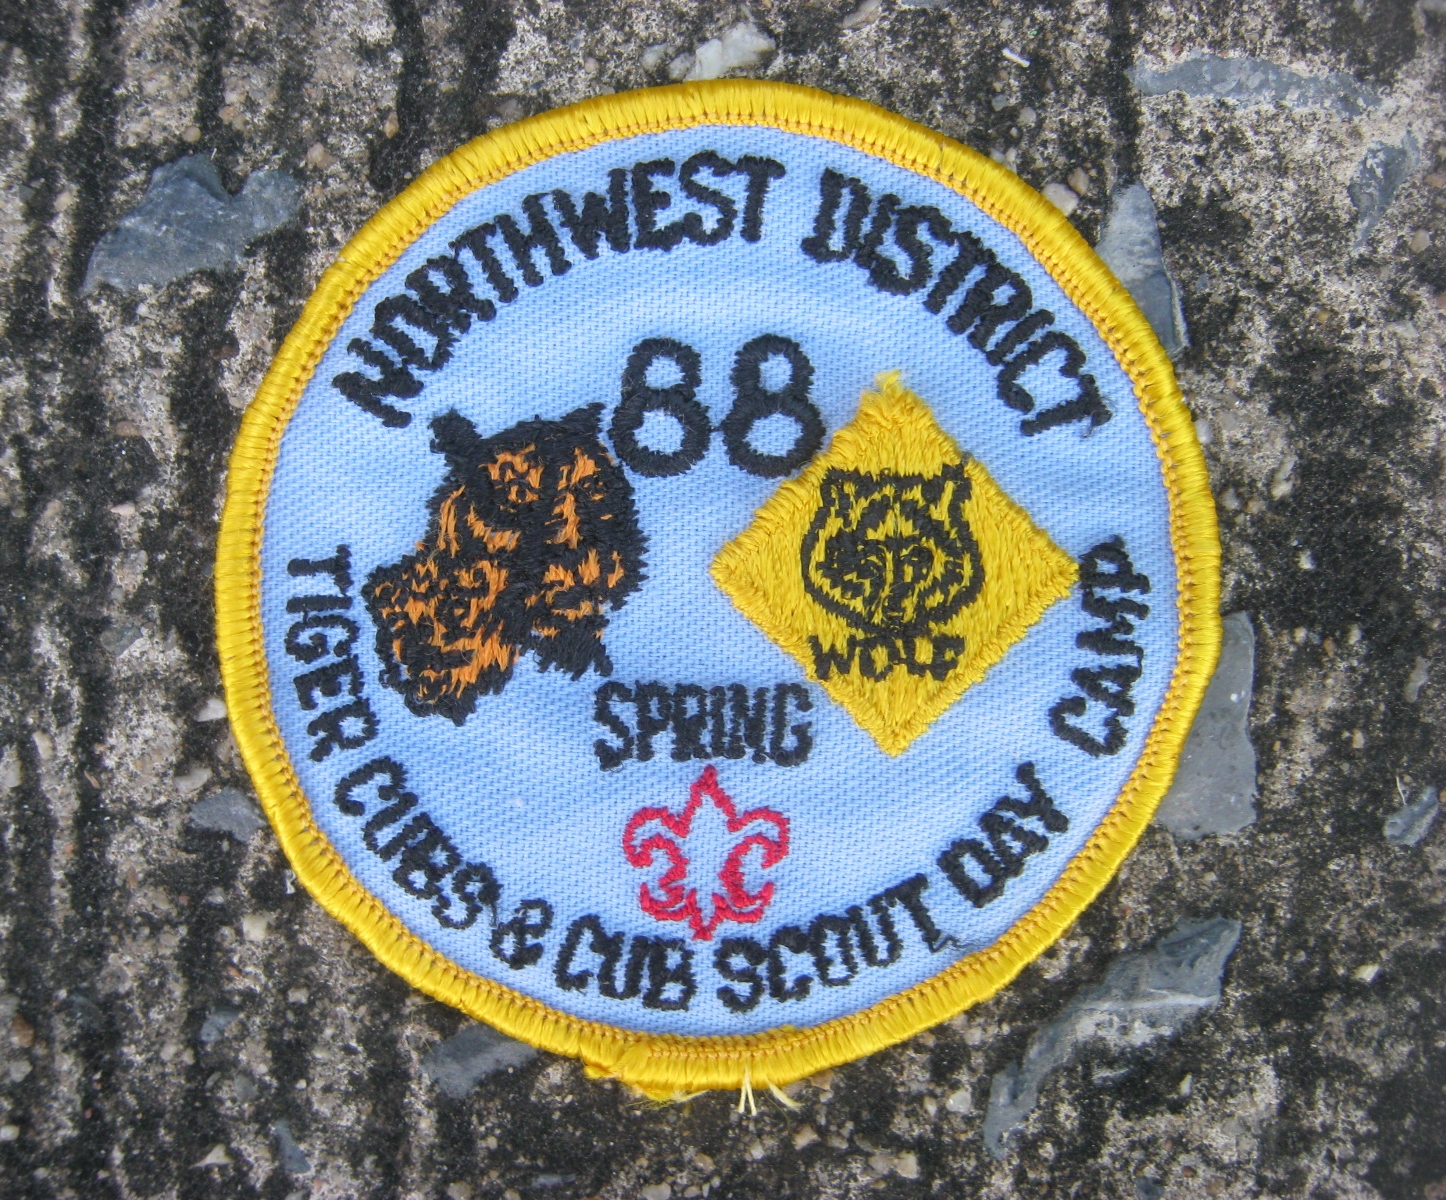 NORTHWEST DISTRICT
88
WOLF
SPRING
TIGER CUBS & CUB SCOUT DAY CAMP